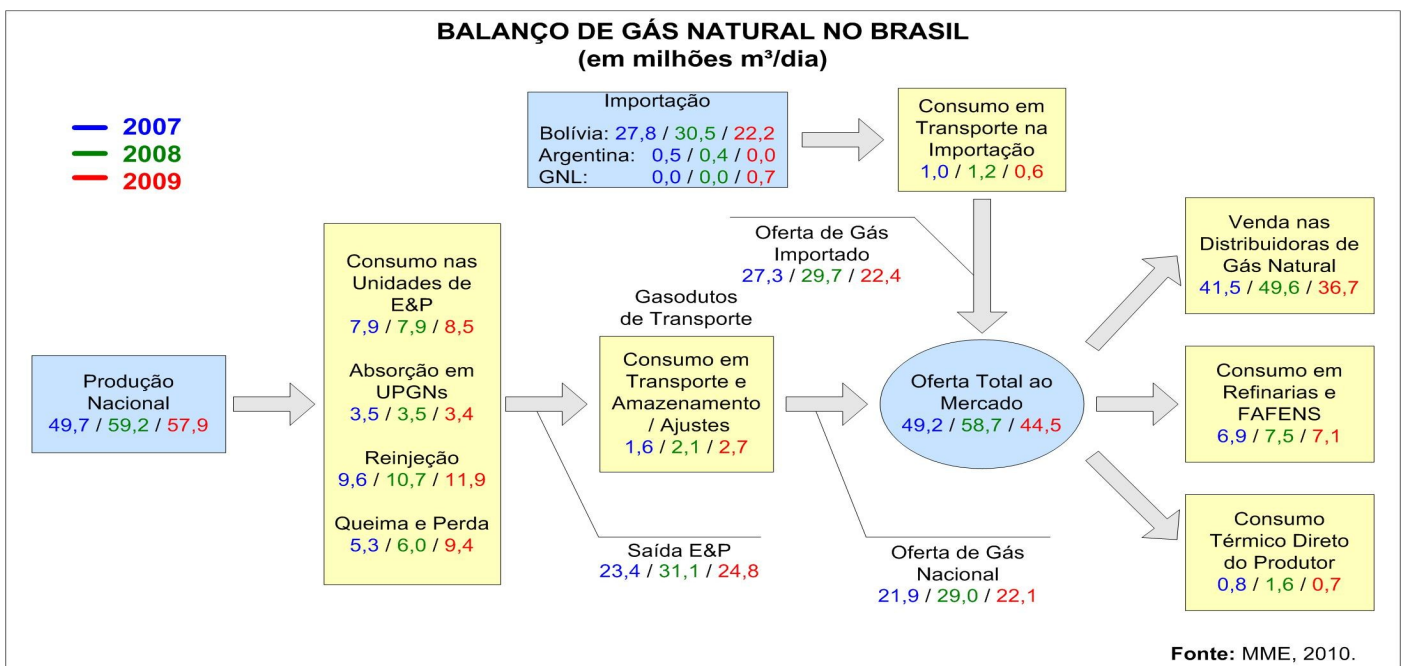 BALANÇO DE GÁS NATURAL NO BRASIL
(em milhões m³/dia)
2007
2008
2009
Importação
Bolívia: 27,8 / 30,5 / 22,2
Argentina: 0,5 / 0,4 / 0,0
GNL: 0,0 / 0,0 / 0,7
Consumo em
Transporte na
Importação
1,0 / 1,2 / 0,6
Oferta de Gás
Importado
27,3 / 29,7 / 22,4
Produção
Nacional
49,7 / 59,2 / 57,9
Consumo nas
Unidades de
E&P
7,9 / 7,9 / 8,5
Absorção em
UPGNs
3,5 / 3,5 / 3,4
Reinjeção
9,6 / 10,7 / 11,9
Queima e Perda
5,3 / 6,0 / 9,4
Saída E&P
23,4 / 31,1 / 24,8
Gasodutos
de Transporte
Consumo em
Transporte e
Amazenamento
/ Ajustes
1,6 / 2,1 / 2,7
Oferta de Gás
Nacional
21,9 / 29,0 / 22,1
Oferta Total ao
Mercado
49,2 / 58,7 / 44,5
Venda nas
Distribuidoras de
Gás Natural
41,5 / 49,6 / 36,7
Consumo em
Refinarias e
FAFENS
6,9 / 7,5 / 7,1
Consumo
Térmico Direto
do Produtor
0,8 / 1,6 / 0,7
Fonte: MME, 2010.